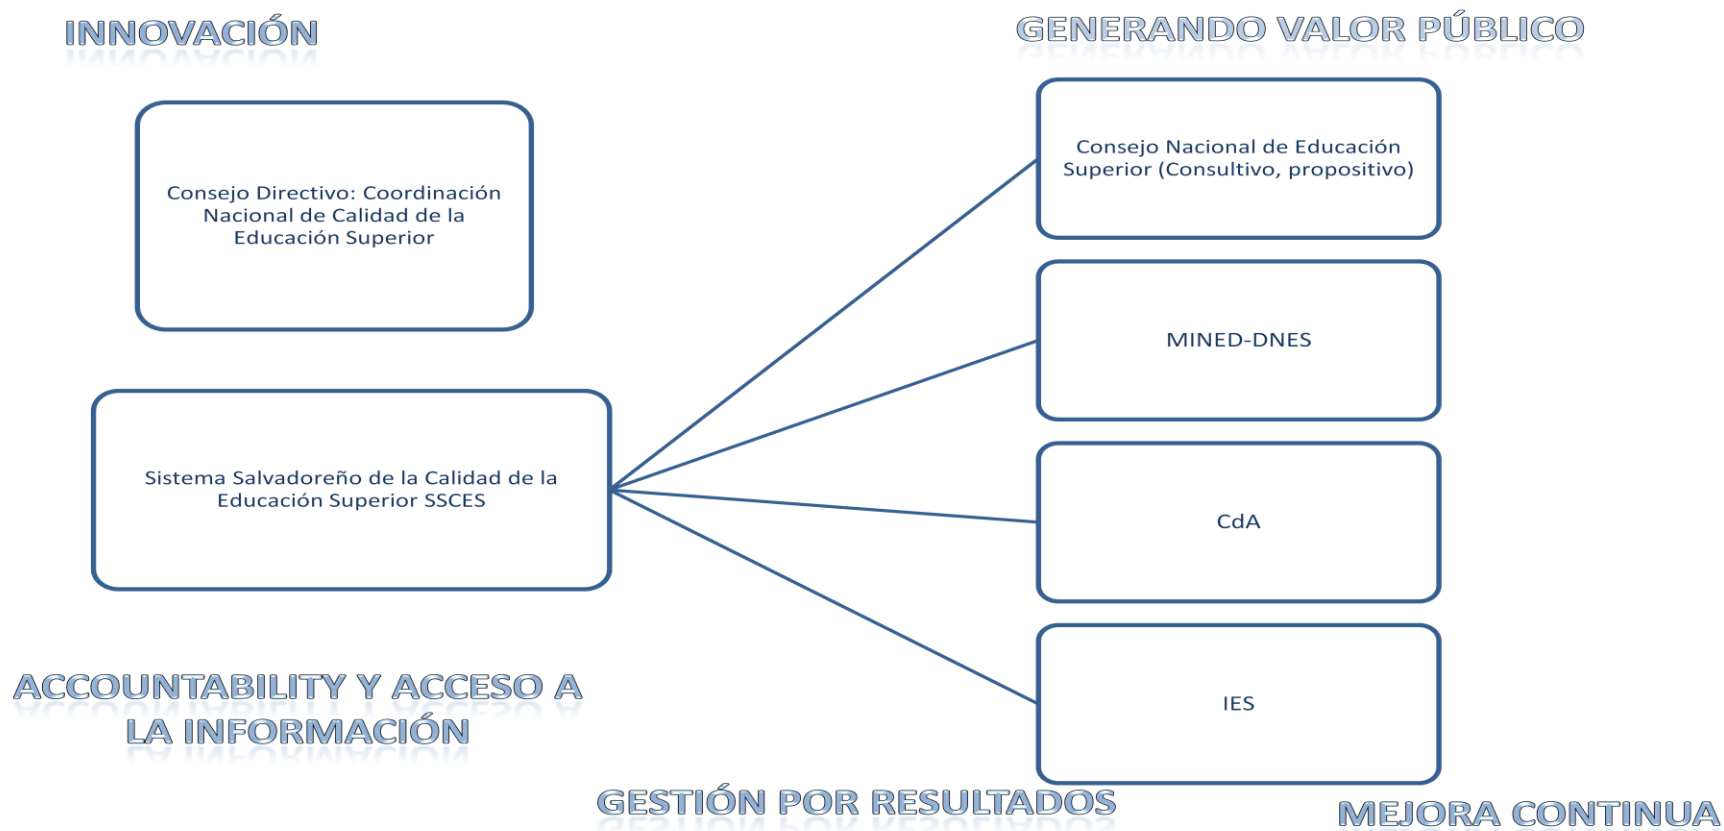 INNOVACIÓN
GENERANDO VALOR PÚBLICO
Consejo Directivo: Coordinación
Nacional de Calidad de la
Educación Superior
Consejo Nacional de Educación
Superior (Consultivo, propositivo)
MINED-DNES
Sistema Salvadoreño de la Calidad de la
Educación Superior SSCES
CdA
IES
ACCOUNTABILITY Y ACCESO A
LA INFORMACIÓN
GESTIÓN POR RESULTADOS
MEJORA CONTINUA